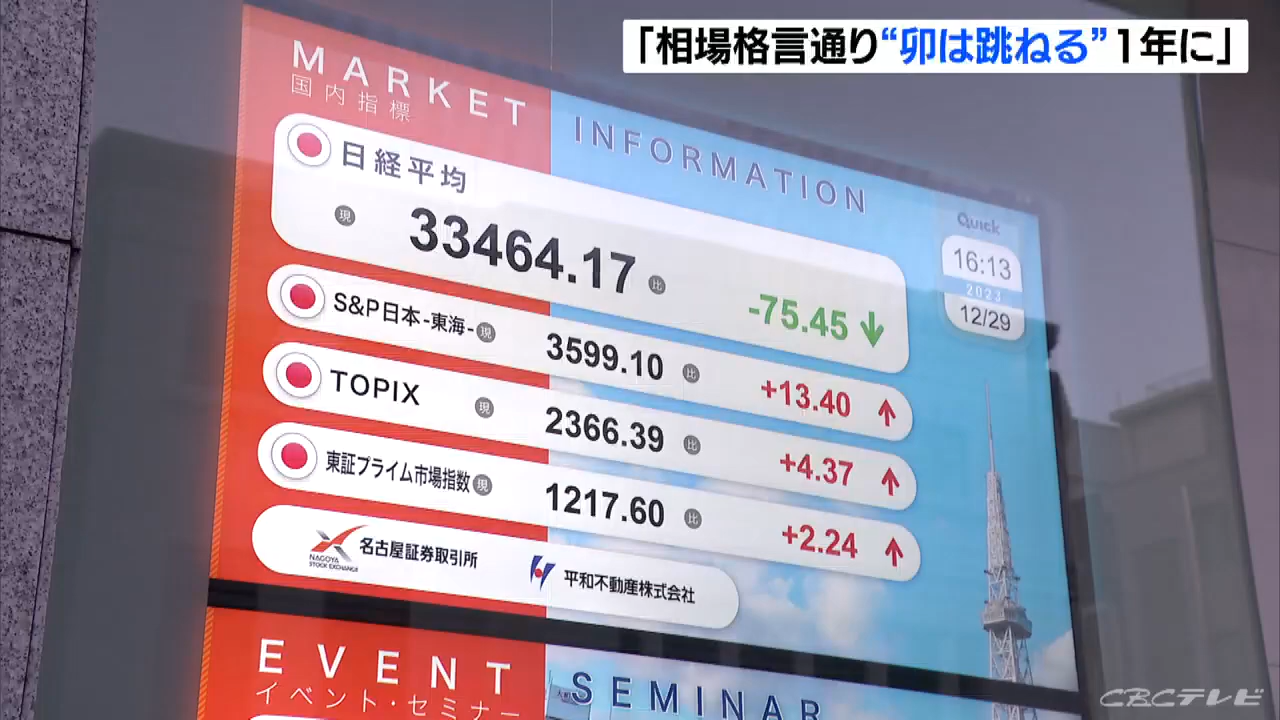 「相場格言通り“卯は跳ねる”1年に」
MARKET INFORMATION
国内指標
Quick
16:13
2023
12/29
日経平均
現 33464.17 比 -75.45 ↓
S&P日本-東海- 現 3599.10 比 +13.40 ↑
TOPIX 現 2366.39 比 +4.37 ↑
東証プライム市場指数 現 1217.60 比 +2.24 ↑
NAGOYA STOCK EXCHANGE 名古屋証券取引所 平和不動産株式会社
EVENT SEMINAR
イベント・セミナー
CBCテレビ